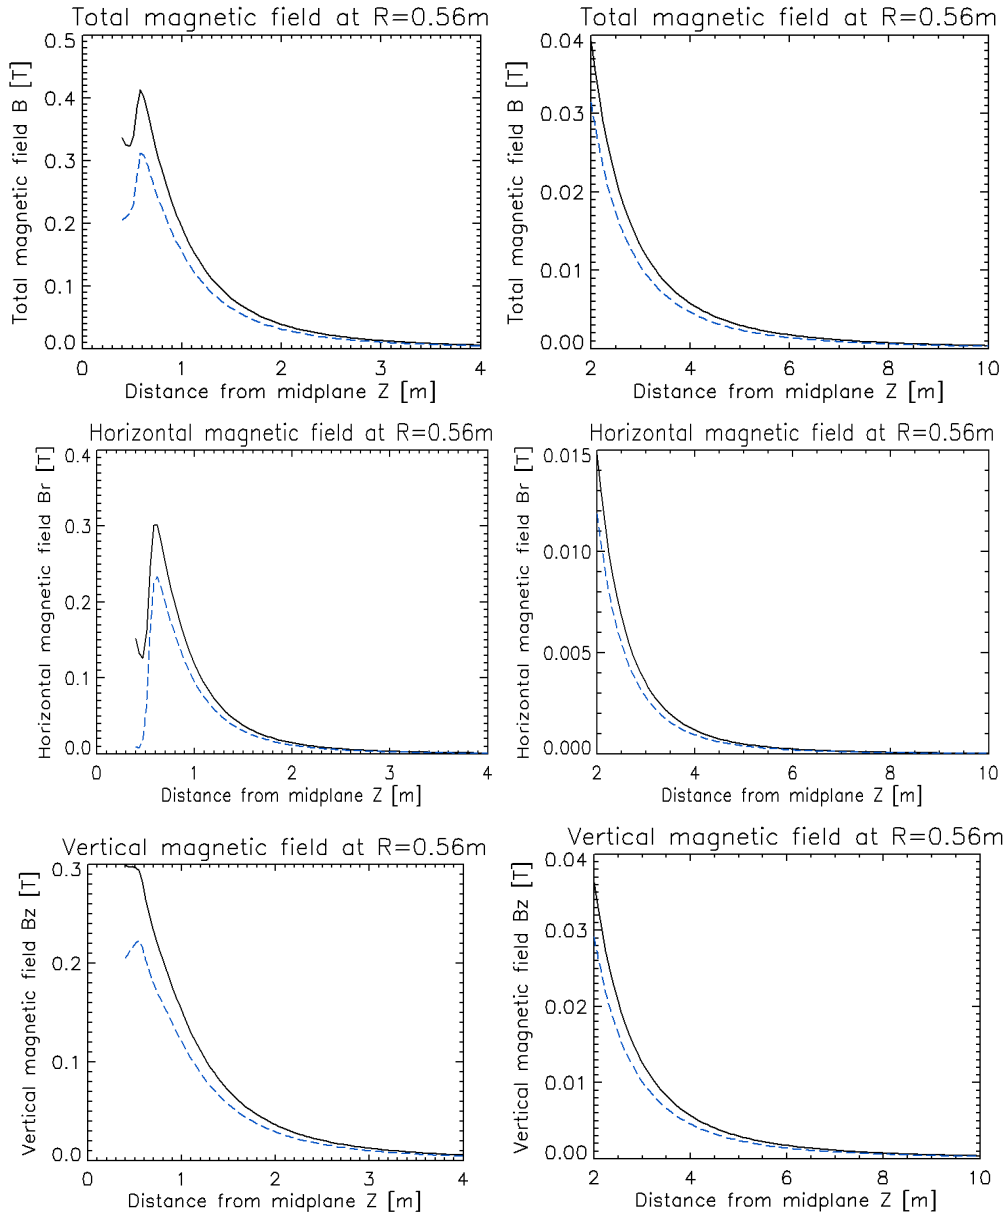 Total magnetic field at R=0.56m
Total magnetic field B [T]
0.5
0.4
0.3
0.2
0.1
0.0
0 1 2 3 4
Distance from midplane Z [m]
Total magnetic field at R=0.56m
Total magnetic field B [T]
0.04
0.03
0.02
0.01
0.00
2 4 6 8 10
Distance from midplane Z [m]
Horizontal magnetic field at R=0.56m
Horizontal magnetic field Br [T]
0.4
0.3
0.2
0.1
0.0
0 1 2 3 4
Distance from midplane Z [m]
Horizontal magnetic field at R=0.56m
Horizontal magnetic field Br [T]
0.015
0.010
0.005
0.000
2 4 6 8 10
Distance from midplane Z [m]
Vertical magnetic field at R=0.56m
Vertical magnetic field Bz [T]
0.3
0.2
0.1
0.0
0 1 2 3 4
Distance from midplane Z [m]
Vertical magnetic field at R=0.56m
Vertical magnetic field Bz [T]
0.04
0.03
0.02
0.01
0.00
2 4 6 8 10
Distance from midplane Z [m]